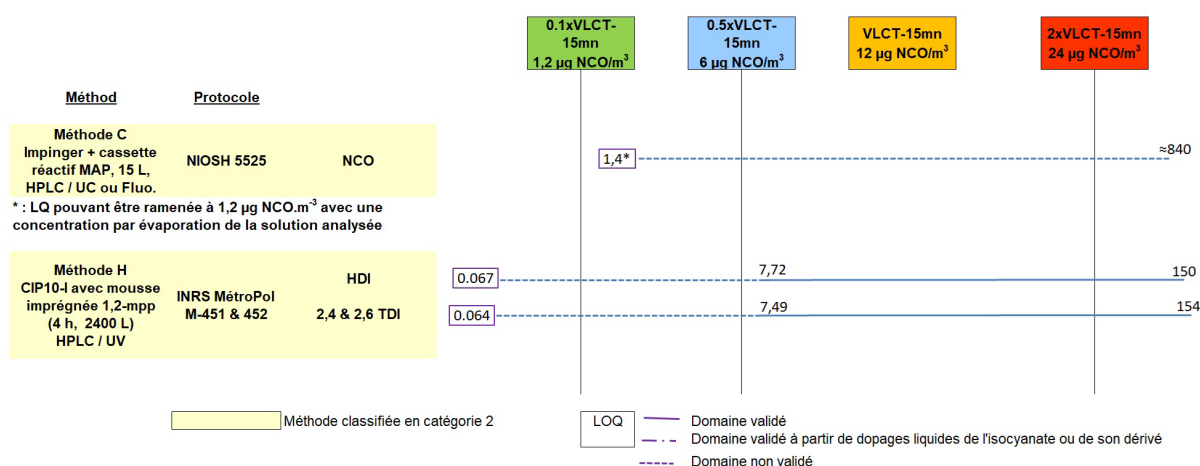 0.1xVLCT-
15mn
1,2 µg NCO/m³
0.5xVLCT-
15mn
6 µg NCO/m³
VLCT-15mn
12 µg NCO/m³
2xVLCT-15mn
24 µg NCO/m³
Méthod
Protocole
Méthode C
Impinger + cassette
réactif MAP, 15 L,
HPLC / UC ou Fluo.
NIOSH 5525
NCO
1,4*
≈840
* : LQ pouvant être ramenée à 1,2 µg NCO.m⁻³ avec une
concentration par évaporation de la solution analysée
Méthode H
CIP10-I avec mousse
imprégnée 1,2-mpp
(4 h, 2400 L)
HPLC / UV
INRS MétroPol
M-451 & 452
HDI
2,4 & 2,6 TDI
0.067
7,72
150
0.064
7,49
154
Méthode classifiée en catégorie 2
LOQ
Domaine validé
Domaine validé à partir de dopages liquides de l'isocyanate ou de son dérivé
Domaine non validé